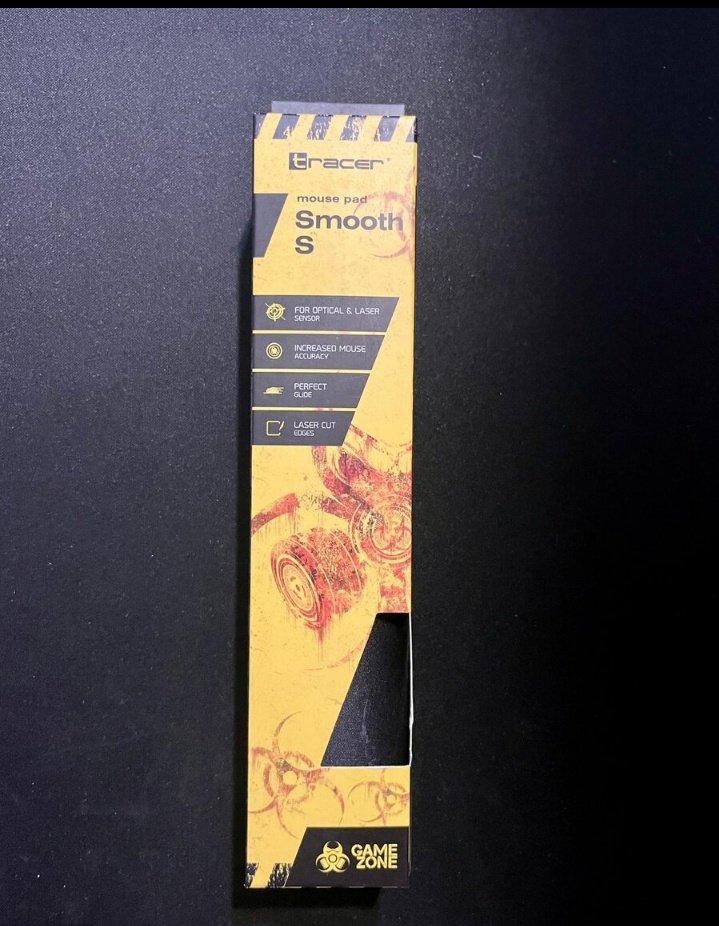 tracer®
mouse pad
Smooth
S
FOR OPTICAL & LASER
SENSOR
INCREASED MOUSE
ACCURACY
PERFECT
GLIDE
LASER CUT
EDGES
GAME
ZONE